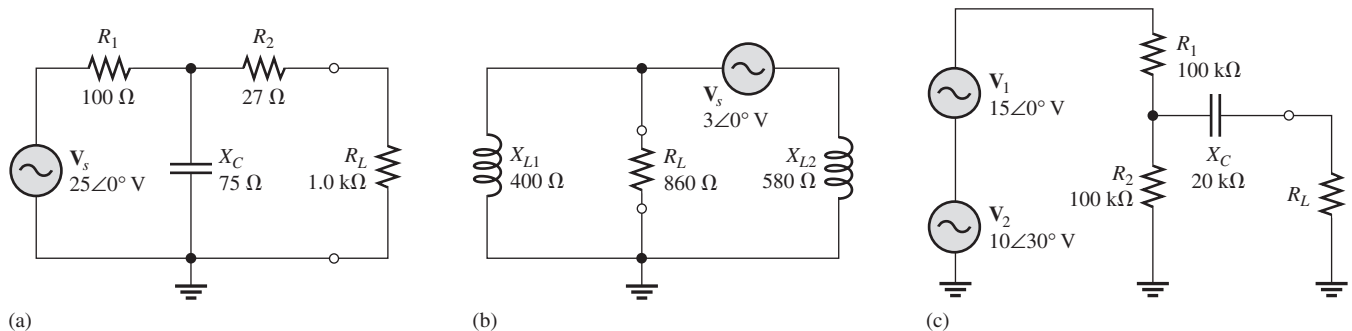 R1
100 Ω
R2
27 Ω
Vs
25∠0° V
XC
75 Ω
RL
1.0 kΩ
(a)
Vs
3∠0° V
XL1
400 Ω
RL
860 Ω
XL2
580 Ω
(b)
V1
15∠0° V
V2
10∠30° V
R1
100 kΩ
R2
100 kΩ
XC
20 kΩ
RL
(c)